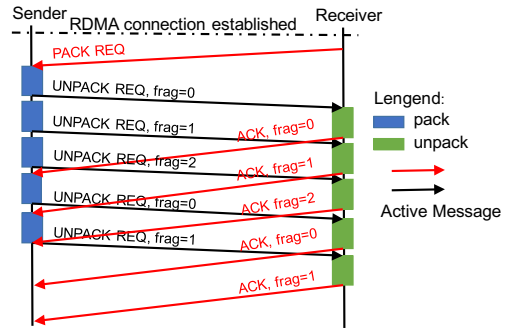 Sender
Receiver
RDMA connection established
PACK REQ
UNPACK REQ, frag=0
UNPACK REQ, frag=1
ACK, frag=0
UNPACK REQ, frag=2
ACK, frag=1
UNPACK REQ, frag=0
ACK, frag=2
UNPACK REQ, frag=1
ACK, frag=0
ACK, frag=1
Lengend:
pack
unpack
Active Message